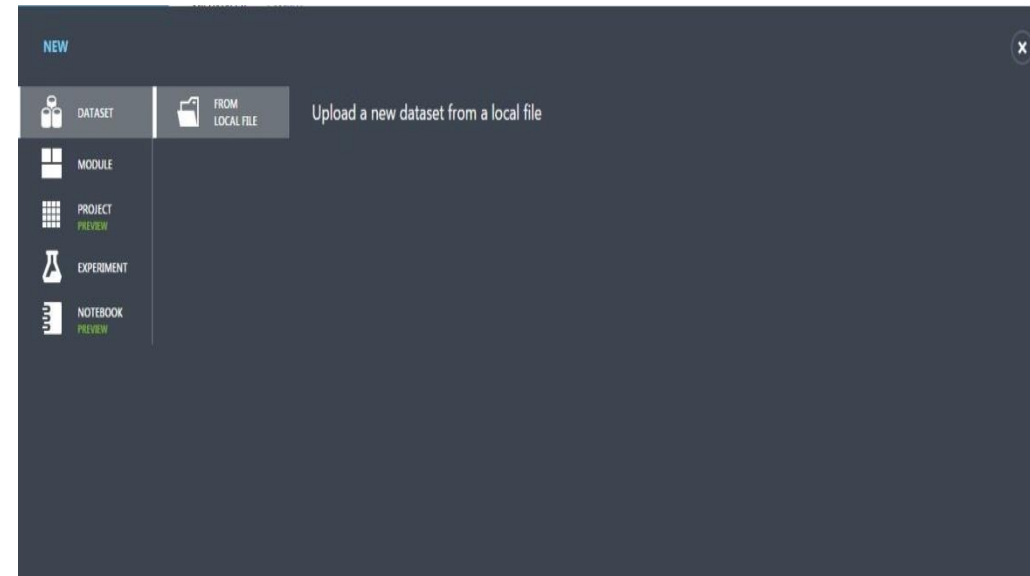 NEW
x
DATASET
FROM
LOCAL FILE
Upload a new dataset from a local file
MODULE
PROJECT
PREVIEW
EXPERIMENT
NOTEBOOK
PREVIEW